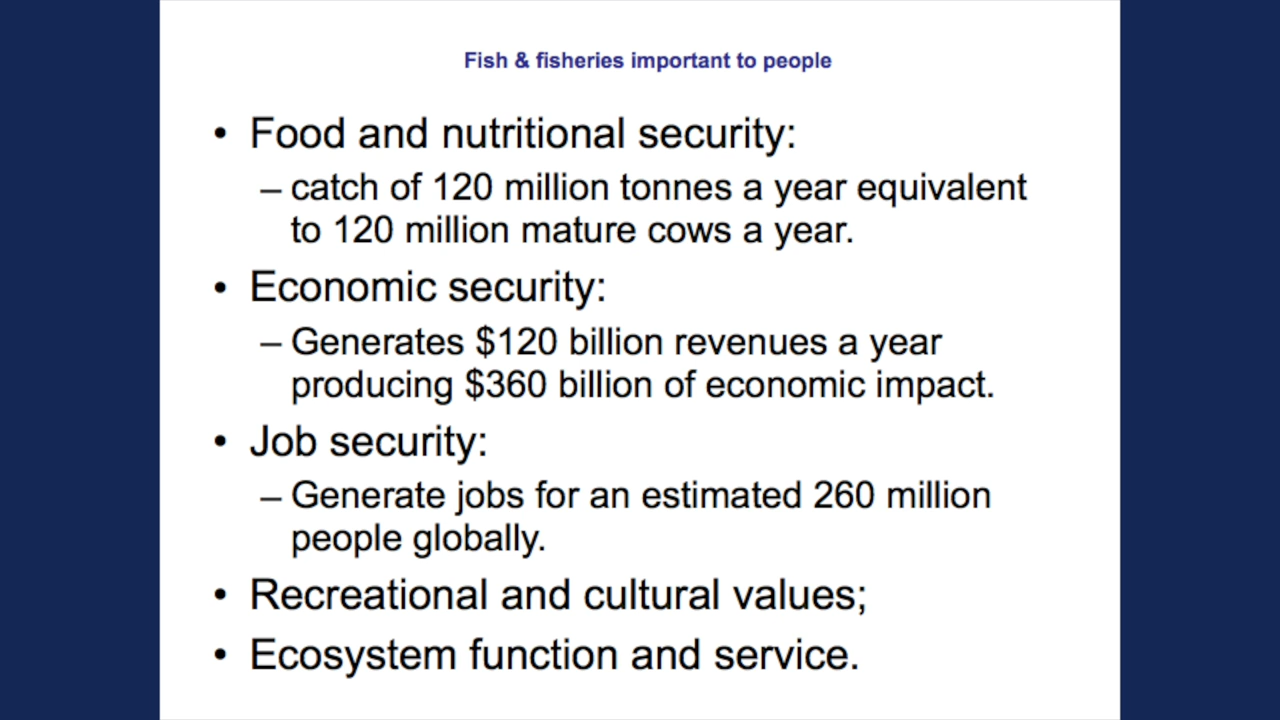 Fish & fisheries important to people
• Food and nutritional security:
– catch of 120 million tonnes a year equivalent
to 120 million mature cows a year.
• Economic security:
– Generates $120 billion revenues a year
producing $360 billion of economic impact.
• Job security:
– Generate jobs for an estimated 260 million
people globally.
• Recreational and cultural values;
• Ecosystem function and service.